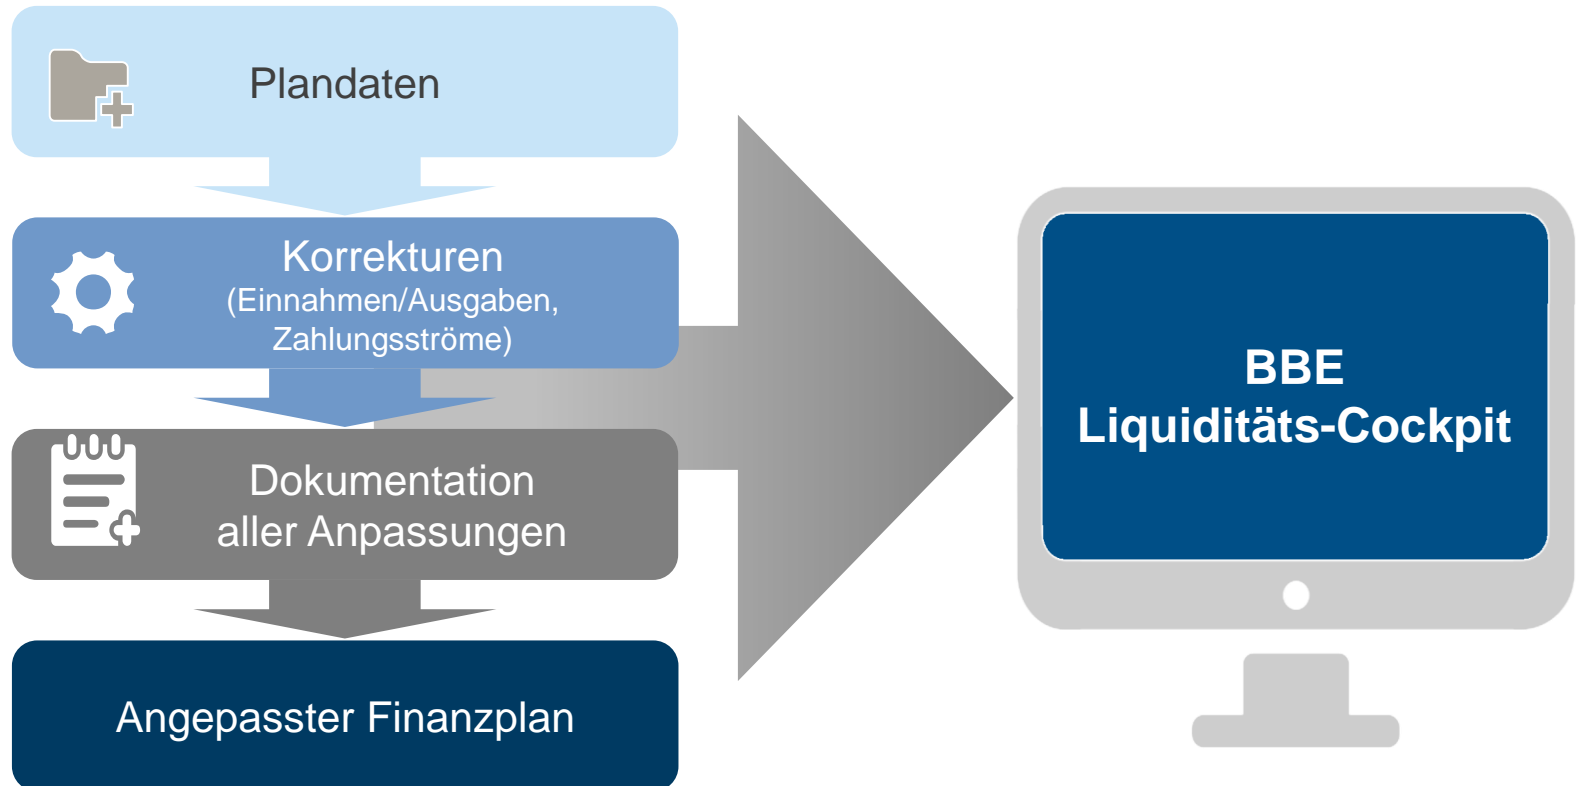 Plandaten
Korrekturen
(Einnahmen/Ausgaben,
Zahlungsströme)
Dokumentation
aller Anpassungen
Angepasster Finanzplan
BBE
Liquiditäts-Cockpit